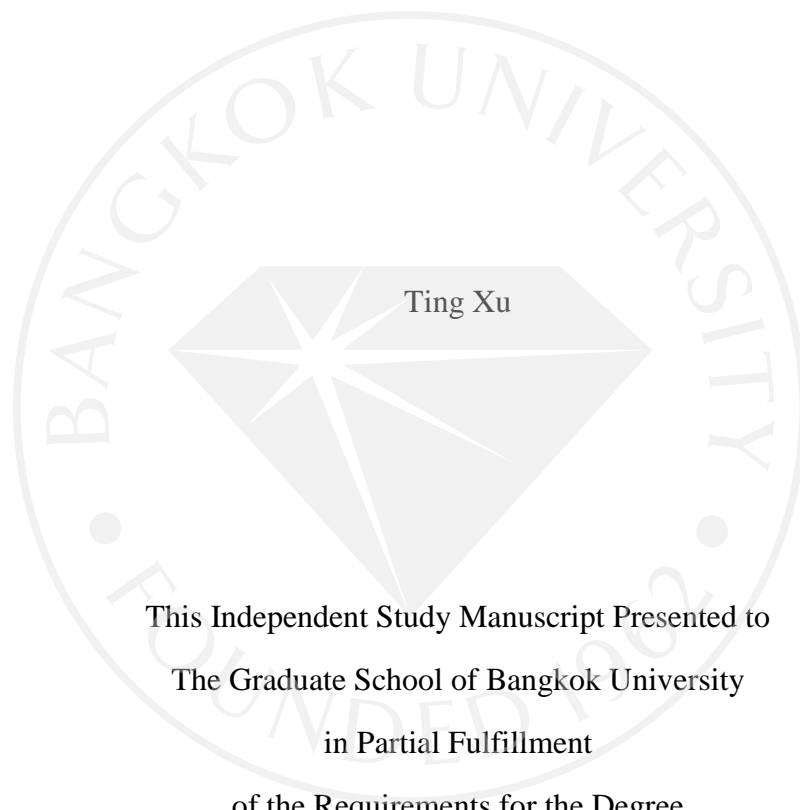 BANGKOK UNIVERSITY
Ting Xu
This Independent Study Manuscript Presented to
The Graduate School of Bangkok University
in Partial Fulfillment
of the Requirements for the Degree
• FOUNDED 1962 •